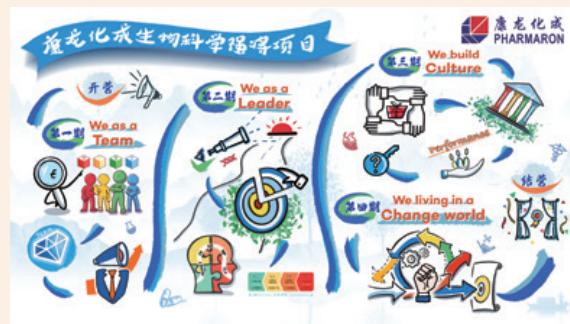 康龙化成生物科学强将项目
康龙化成
PHARMARON
开营
第一期
We as a
Team
第二期
We as a
Leader
第三期
We build
Culture
Performance
第四期
We living in a
Change world
结营